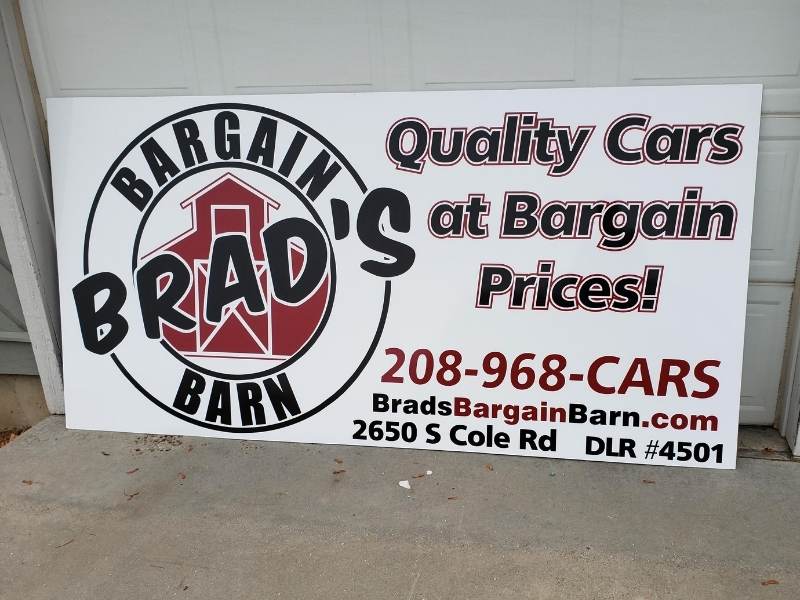 BARGAIN
BRAD'S
BARN
Quality Cars
at Bargain
Prices!
208-968-CARS
BradsBargainBarn.com
2650 S Cole Rd DLR #4501